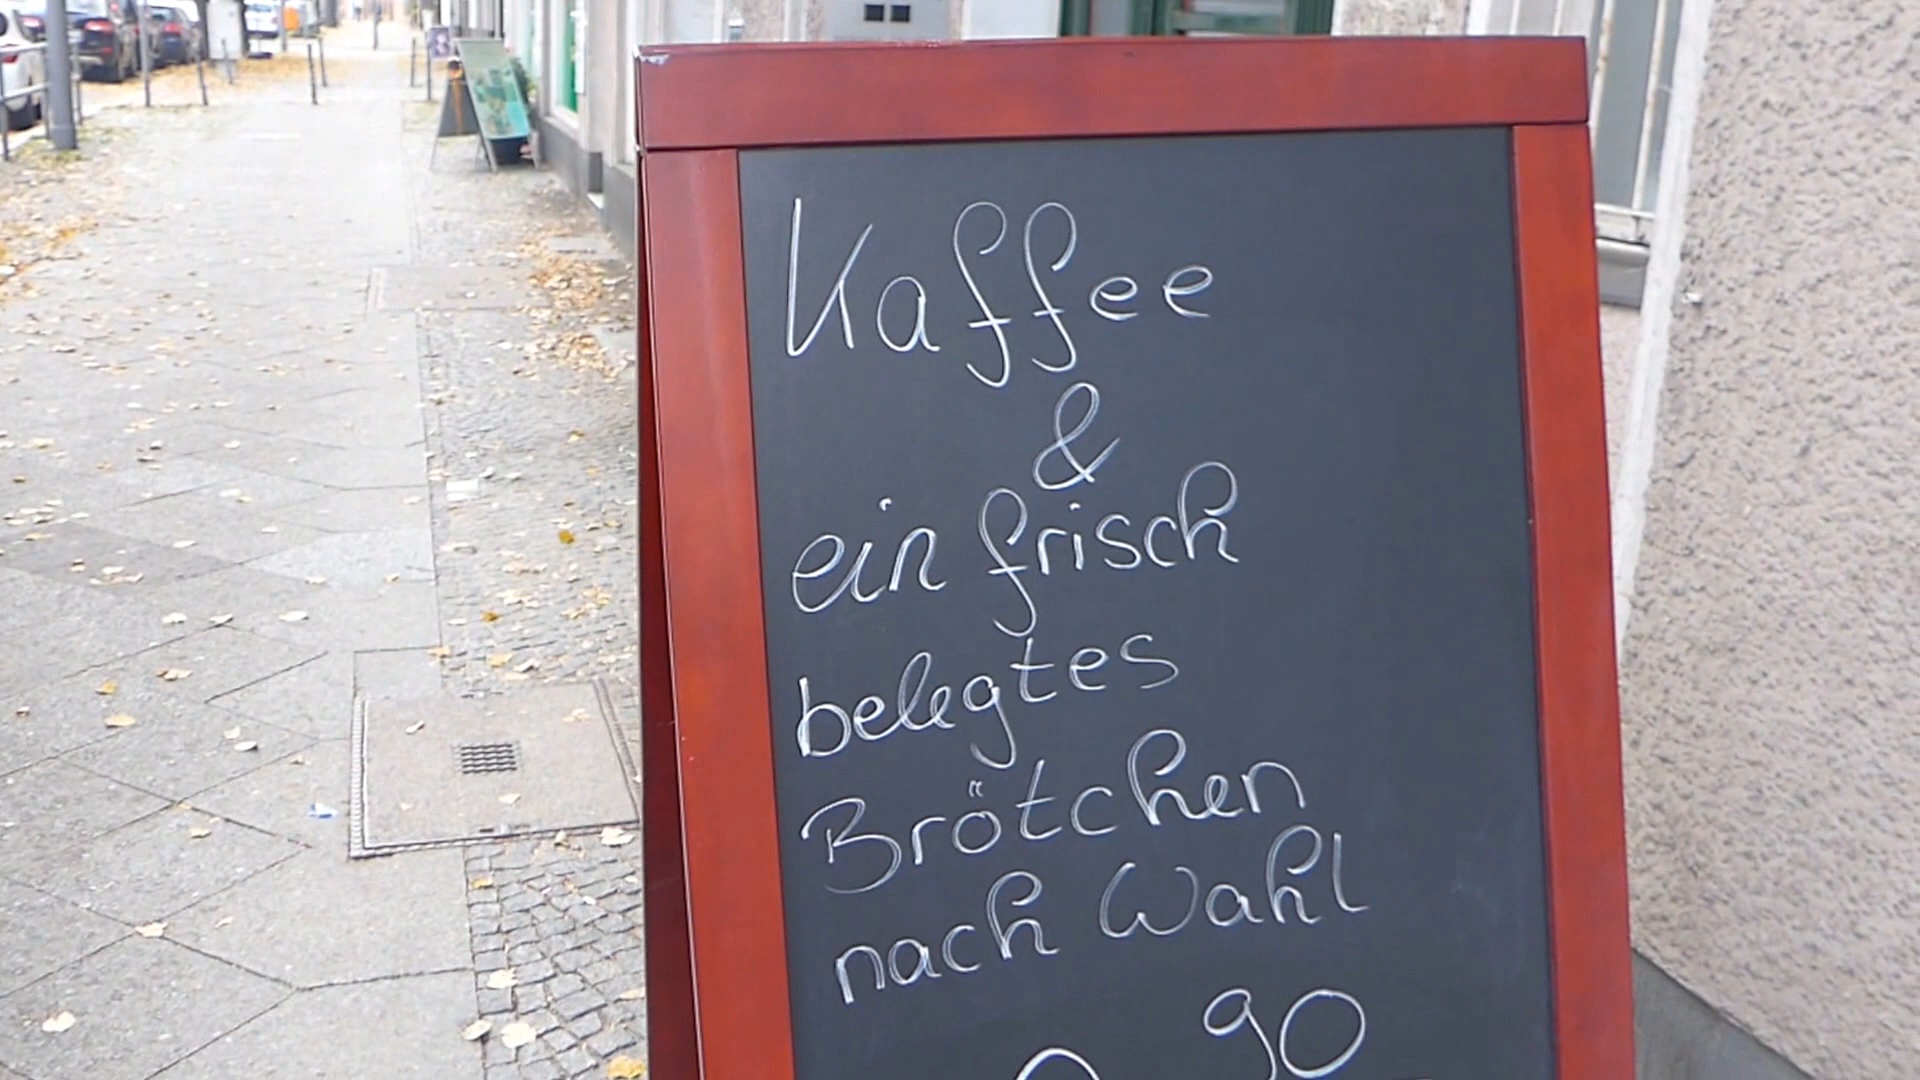 Kaffee
&
ein frisch
belegtes
Brötchen
nach Wahl
90